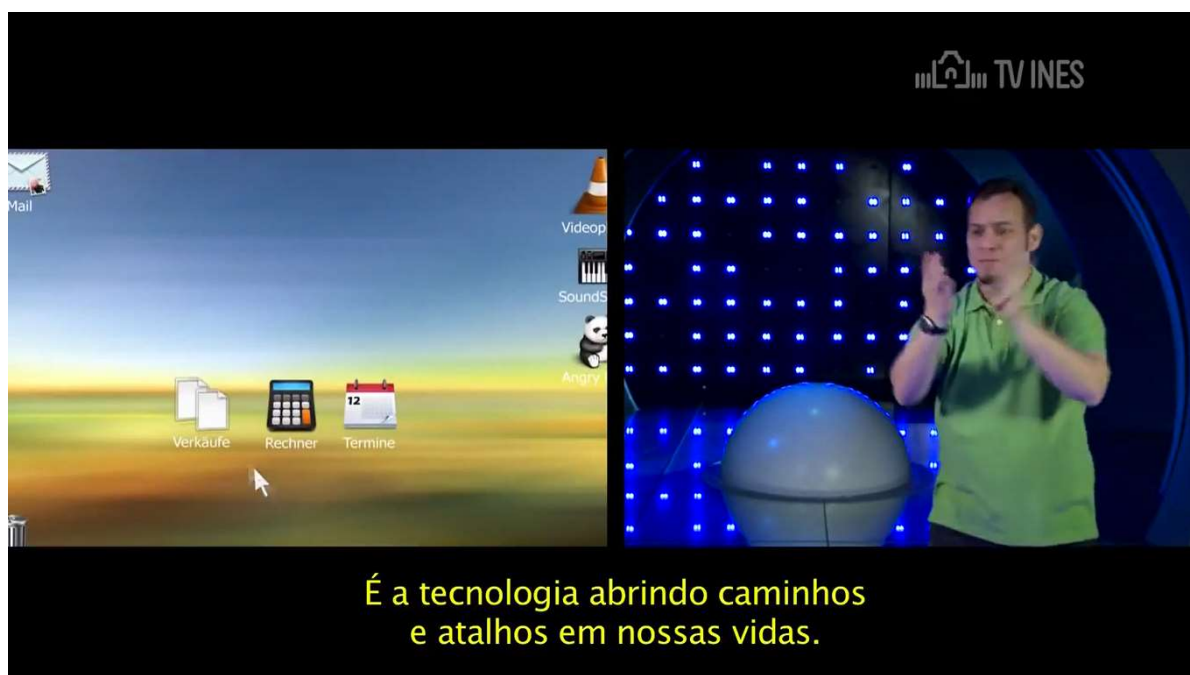 TV INES
Mail
Videop
SoundS
Angry
Verkäufe
Rechner
12
Termine
É a tecnologia abrindo caminhos
e atalhos em nossas vidas.